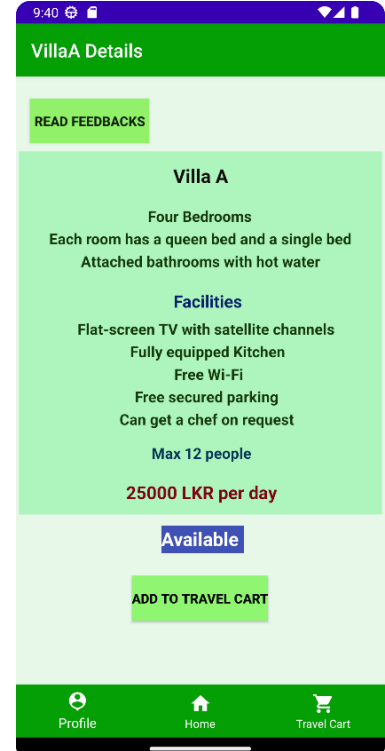 9:40
VillaA Details
READ FEEDBACKS
Villa A
Four Bedrooms
Each room has a queen bed and a single bed
Attached bathrooms with hot water
Facilities
Flat-screen TV with satellite channels
Fully equipped Kitchen
Free Wi-Fi
Free secured parking
Can get a chef on request
Max 12 people
25000 LKR per day
Available
ADD TO TRAVEL CART
Profile
Home
Travel Cart